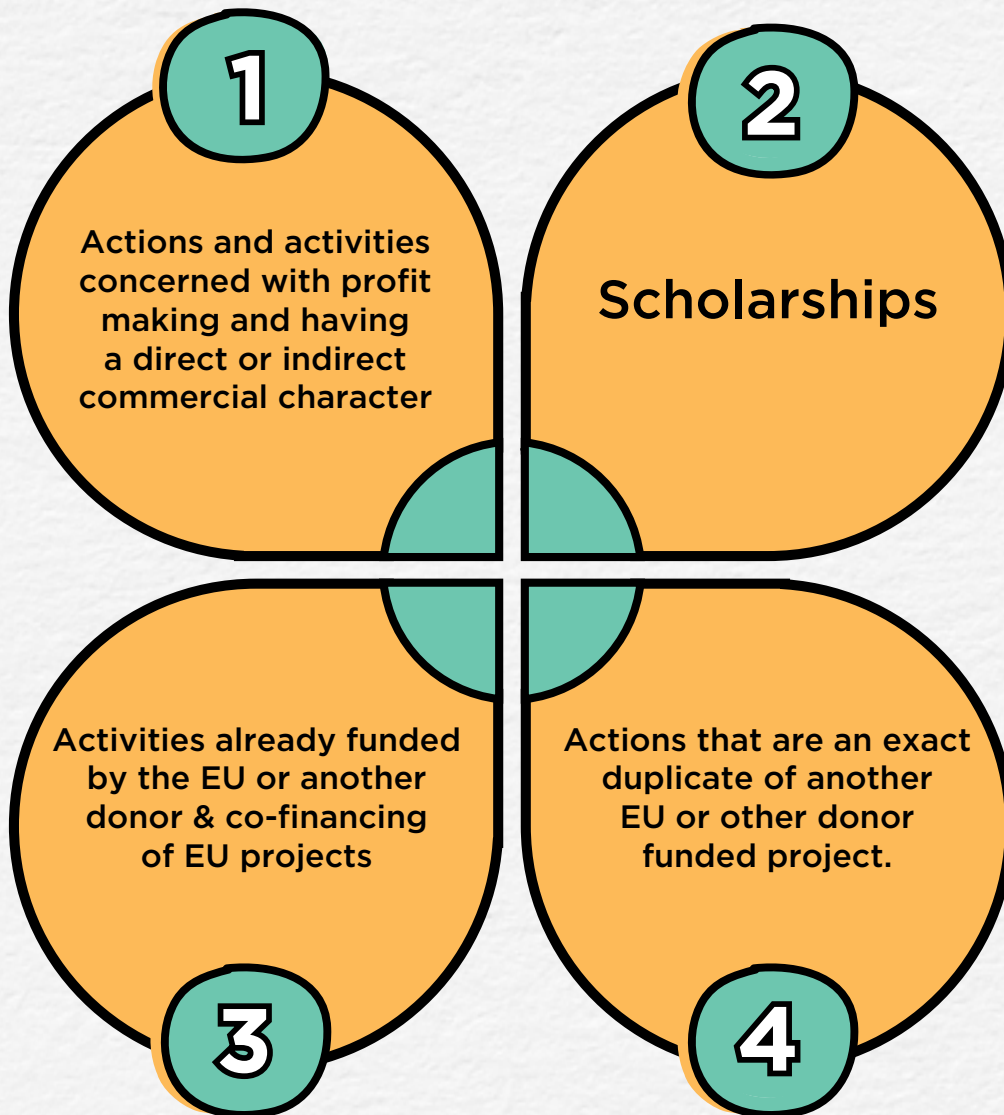 1
Actions and activities
concerned with profit
making and having
a direct or indirect
commercial character
2
Scholarships
3
Activities already funded
by the EU or another
donor & co-financing
of EU projects
4
Actions that are an exact
duplicate of another
EU or other donor
funded project.